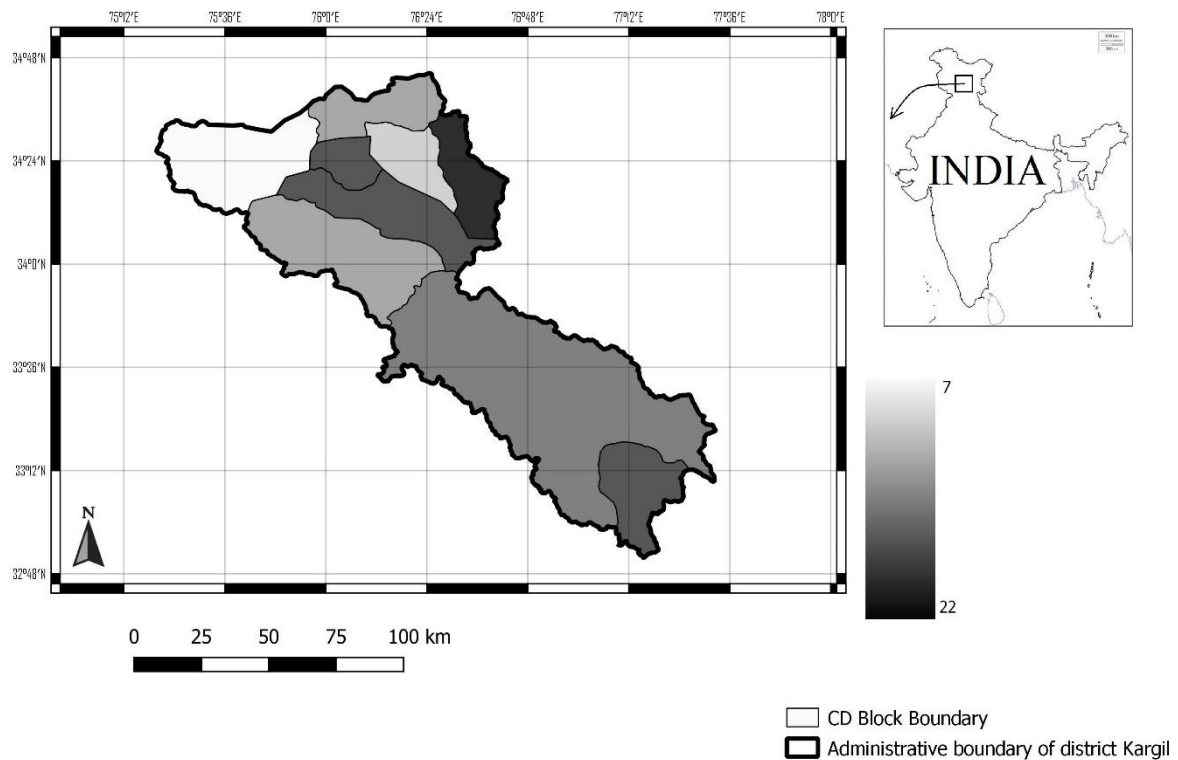 75°12'E 75°36'E 76°0'E 76°24'E 76°48'E 77°12'E 77°36'E 78°0'E
34°48'N
34°24'N
34°0'N
33°36'N
33°12'N
32°48'N
N
INDIA
7
22
0 25 50 75 100 km
CD Block Boundary
Administrative boundary of district Kargil